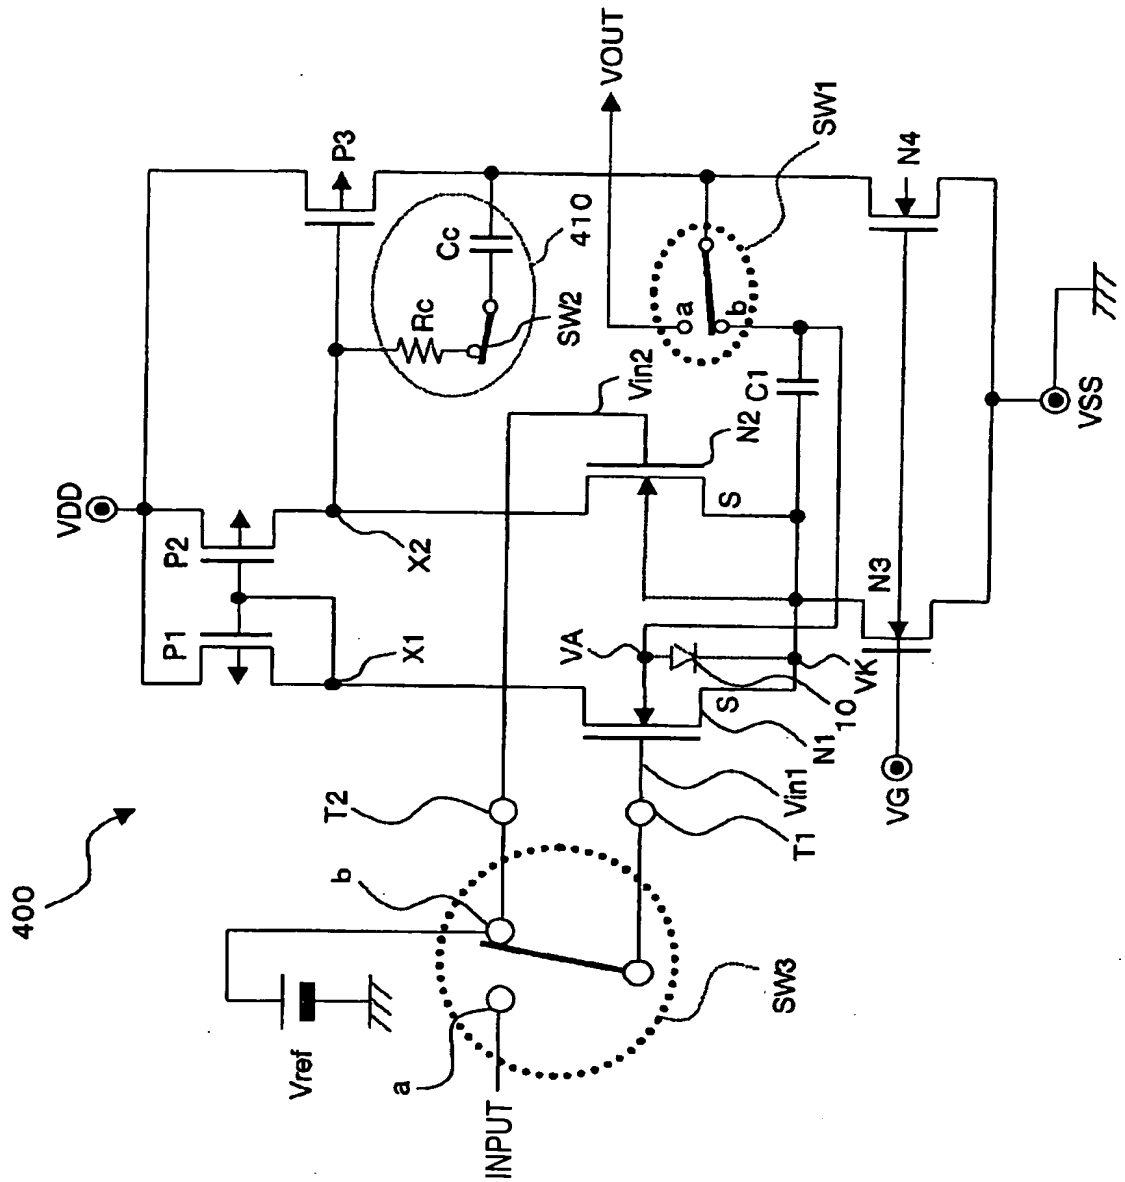 400
VDD
VOUT
P1
P2
P3
X1
X2
Rc
Cc
410
SW2
SW1
a
b
Vin2
N2
S
C1
VA
VK
10
S
N1
Vin1
T2
T1
b
a
Vref
INPUT
SW3
N3
N4
VG
VSS